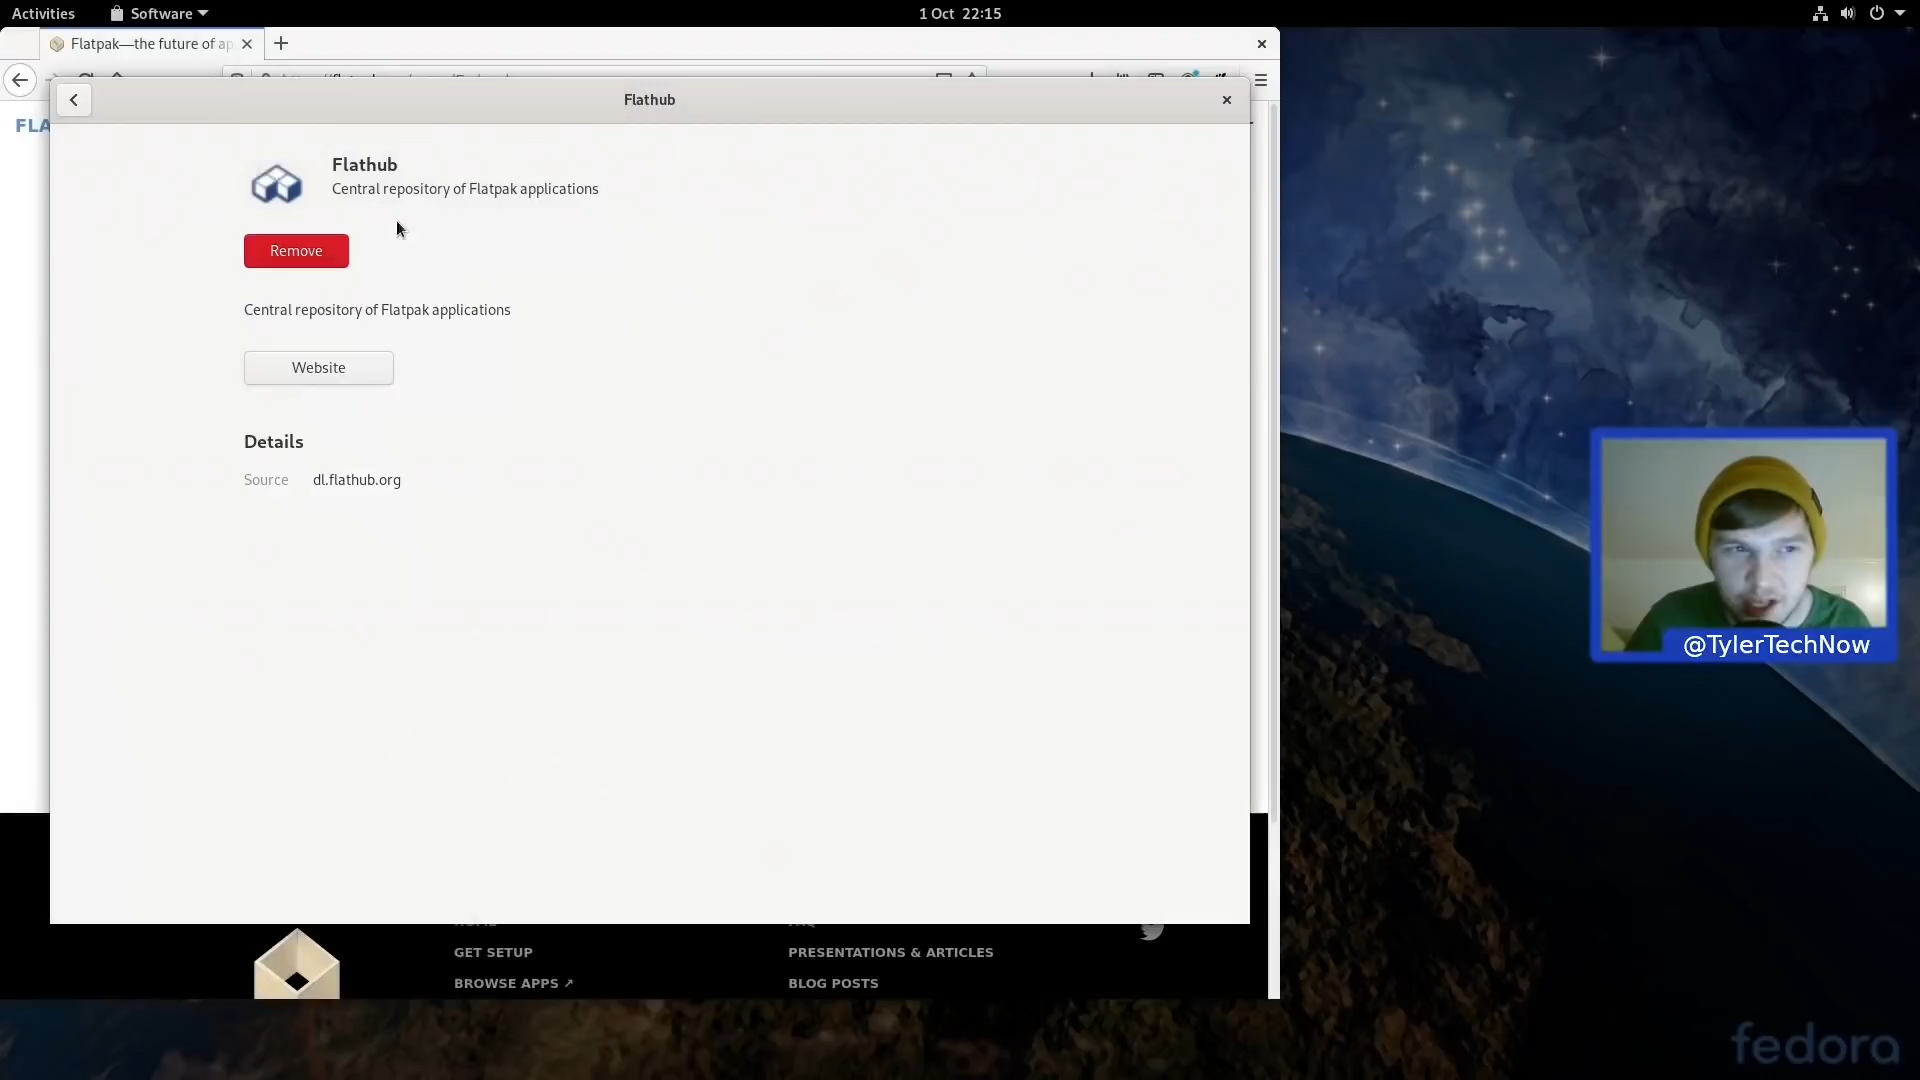 Activities
Software
1 Oct 22:15
Flatpak—the future of ap
FLA
Flathub
Flathub
Central repository of Flatpak applications
Remove
Central repository of Flatpak applications
Website
Details
Source dl.flathub.org
@TylerTechNow
HOME
FAQ
GET SETUP
PRESENTATIONS & ARTICLES
BROWSE APPS ↗
BLOG POSTS
fedora